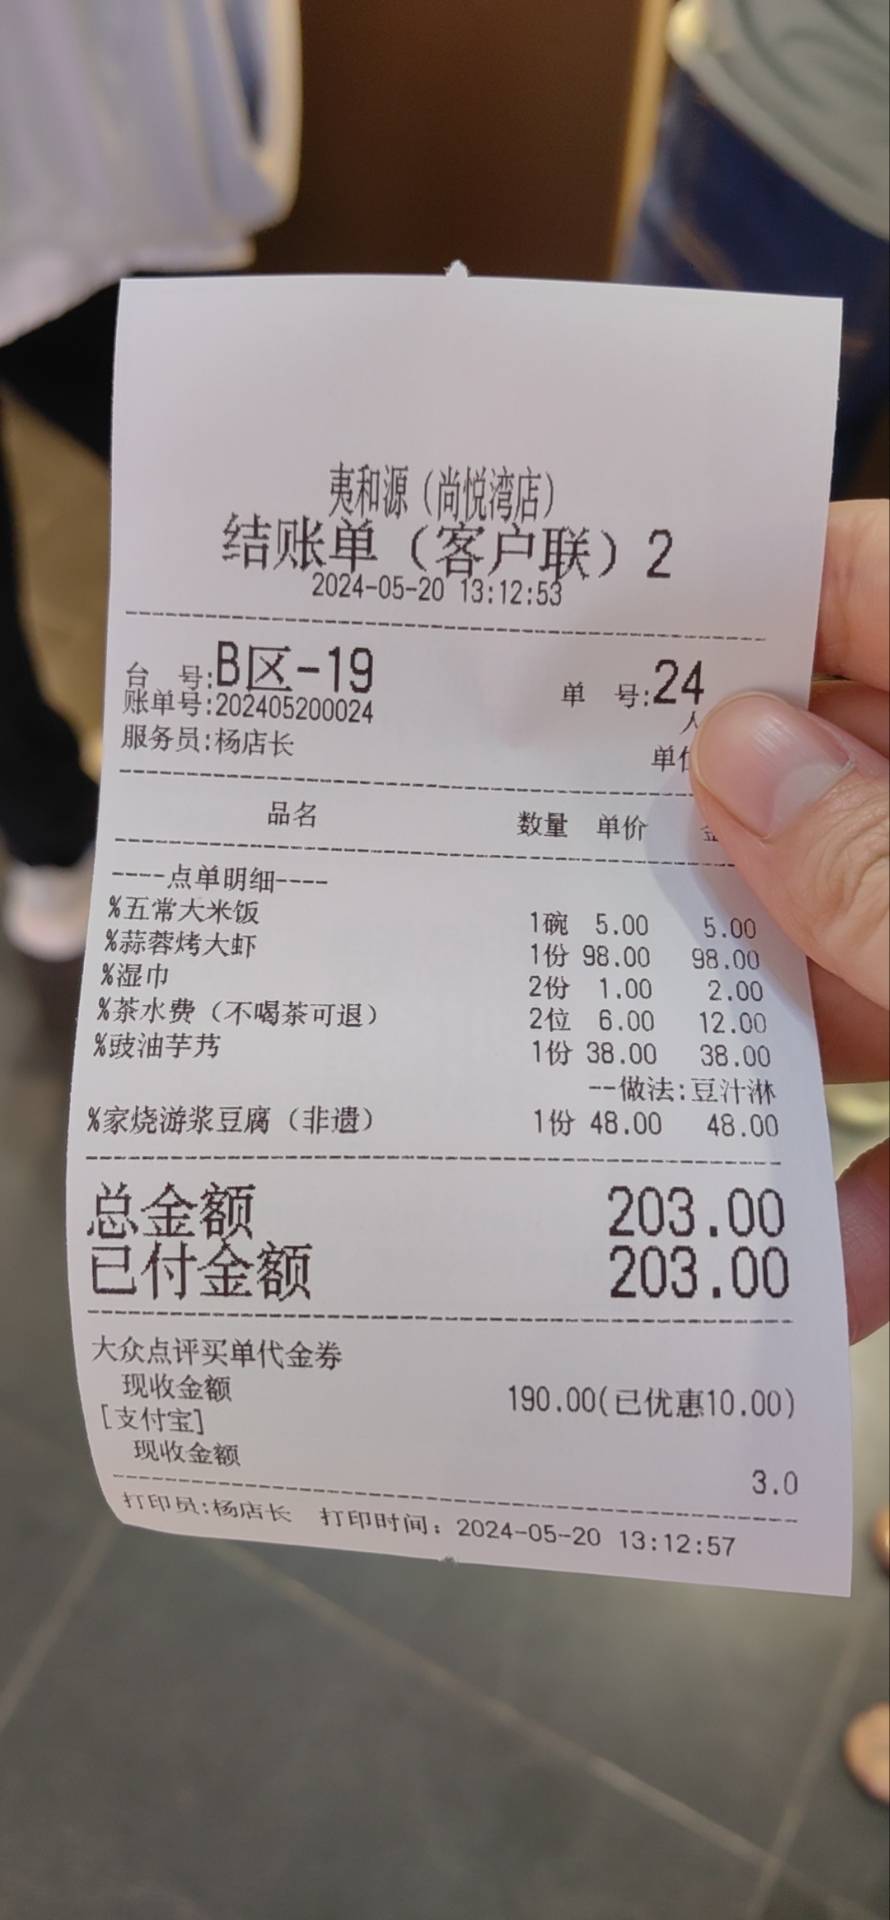 夷和源（尚悦湾店）
结账单（客户联）2
2024-05-20 13:12:53
台 号:B区-19 单 号:24
账单号:202405200024 人
服务员:杨店长 单
品名 数量 单价
----点单明细----
%五常大米饭 1碗 5.00 5.00
%蒜蓉烤大虾 1份 98.00 98.00
%湿巾 2份 1.00 2.00
%茶水费（不喝茶可退） 2位 6.00 12.00
%豉油芋艿 1份 38.00 38.00
--做法:豆汁淋
%家烧游浆豆腐（非遗） 1份 48.00 48.00
总金额 203.00
已付金额 203.00
大众点评买单代金券
现收金额 190.00(已优惠10.00)
[支付宝]
现收金额 3.0
打印员:杨店长 打印时间: 2024-05-20 13:12:57